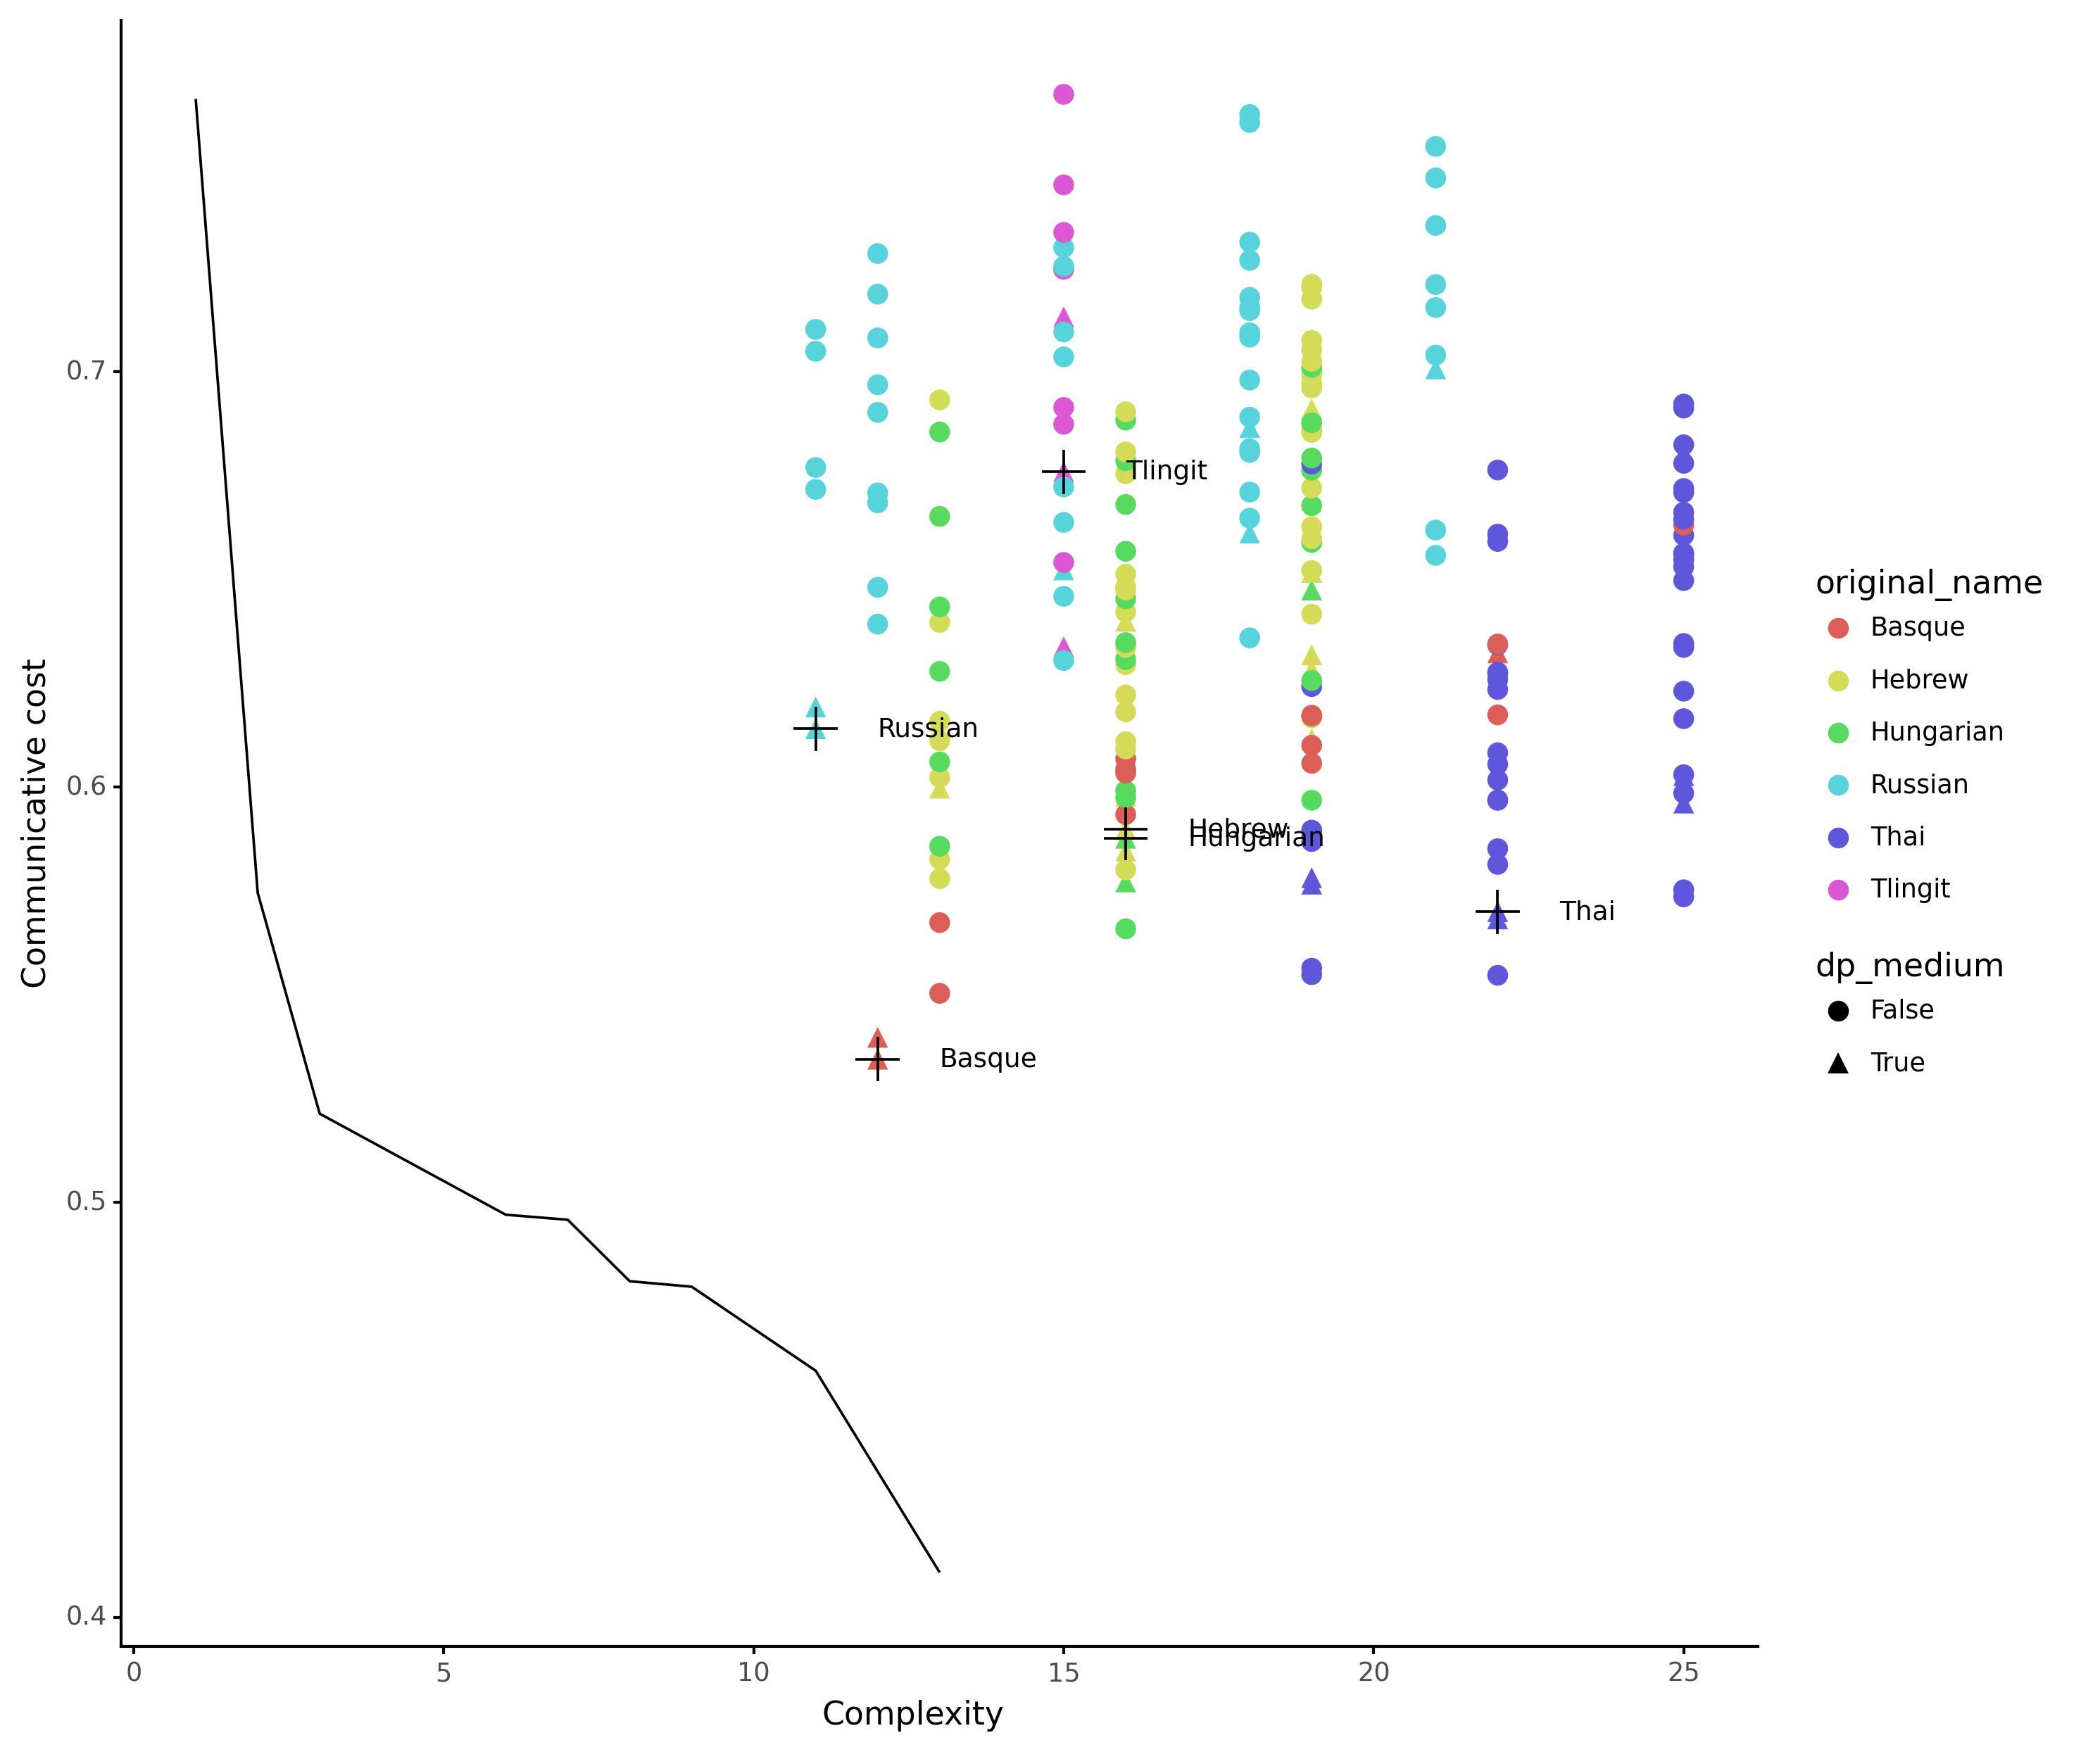 Communicative cost
0.7
0.6
0.5
0.4
0
5
10
15
20
25
Complexity
Tlingit
Russian
Hebrew
Hungarian
Thai
Basque
original_name
Basque
Hebrew
Hungarian
Russian
Thai
Tlingit
dp_medium
False
True